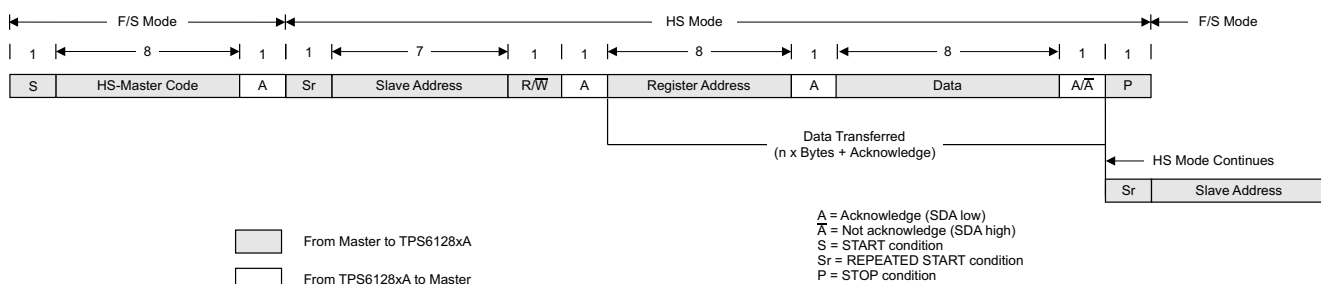 F/S Mode HS Mode F/S Mode
1 8 1 1 7 1 1 8 1 8 1 1
S HS-Master Code A Sr Slave Address R/W̅ A Register Address A Data A/A̅ P
Data Transferred
(n x Bytes + Acknowledge)
HS Mode Continues
Sr Slave Address
From Master to TPS6128xA
From TPS6128xA to Master
A = Acknowledge (SDA low)
A̅ = Not acknowledge (SDA high)
S = START condition
Sr = REPEATED START condition
P = STOP condition